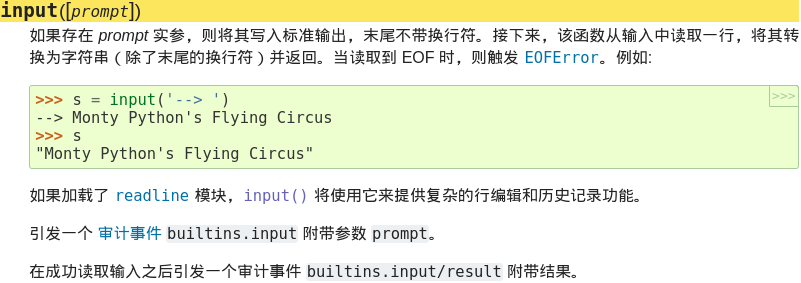 input([prompt])
如果存在 prompt 实参，则将其写入标准输出，末尾不带换行符。接下来，该函数从输入中读取一行，将其转
换为字符串（除了末尾的换行符）并返回。当读取到 EOF 时，则触发 EOFError。例如:
>>> s = input('--> ')
>>>
--> Monty Python's Flying Circus
>>> s
"Monty Python's Flying Circus"
如果加载了 readline 模块，input() 将使用它来提供复杂的行编辑和历史记录功能。
引发一个 审计事件 builtins.input 附带参数 prompt。
在成功读取输入之后引发一个审计事件 builtins.input/result 附带结果。